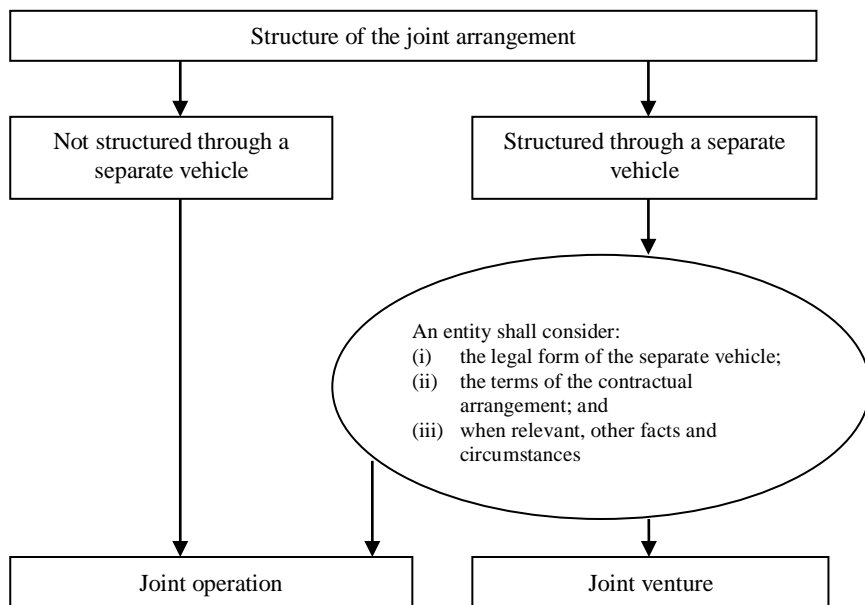 Structure of the joint arrangement
Not structured through a
separate vehicle
Structured through a separate
vehicle
An entity shall consider:
(i) the legal form of the separate vehicle;
(ii) the terms of the contractual
arrangement; and
(iii) when relevant, other facts and
circumstances
Joint operation
Joint venture